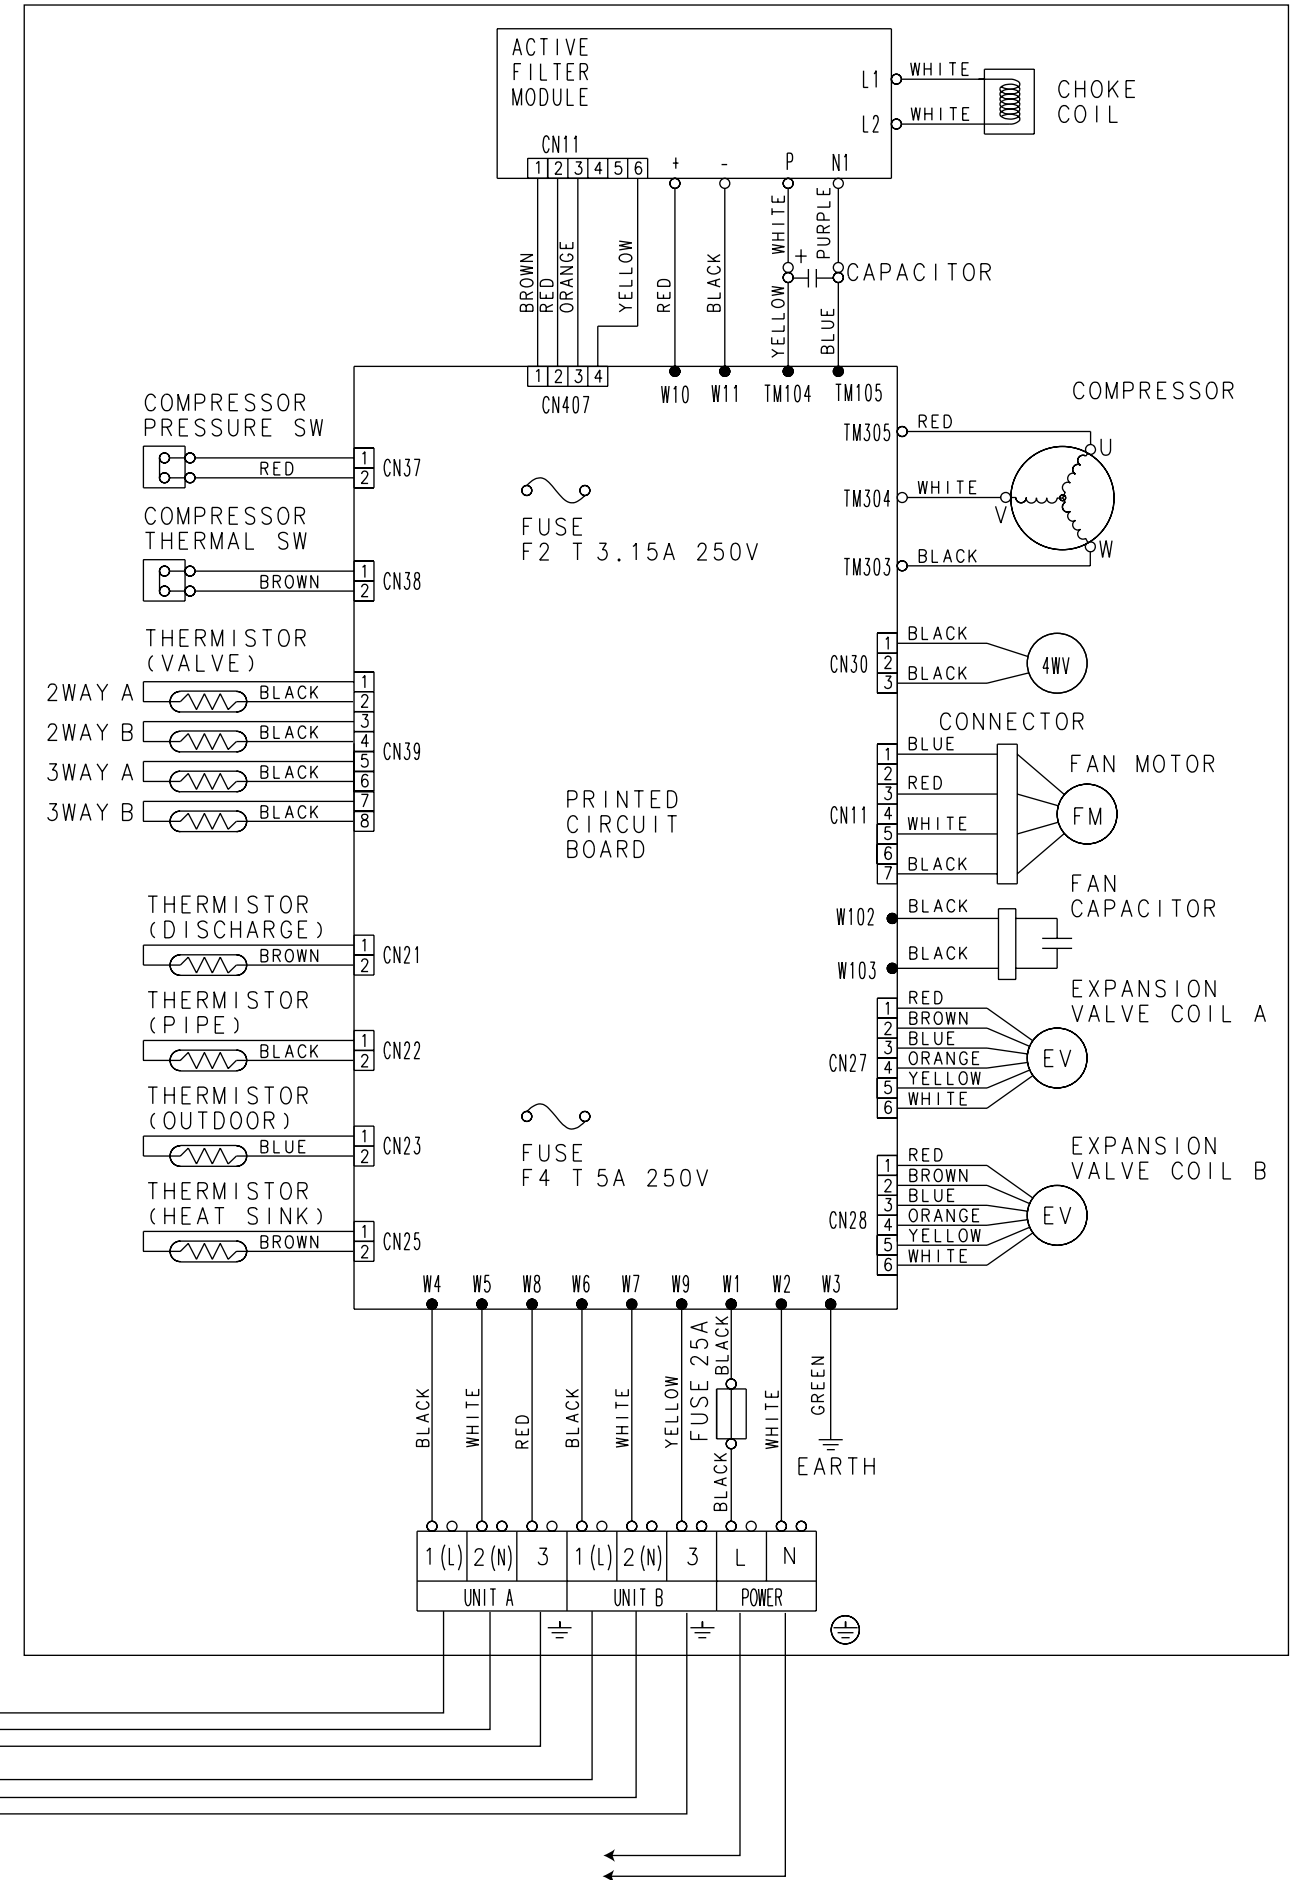 ACTIVE
FILTER
MODULE
L1 WHITE
CHOKE
COIL
L2 WHITE
CN11
1 2 3 4 5 6
+ - P N1
BROWN
RED
ORANGE
YELLOW
RED
BLACK
WHITE
PURPLE
+
CAPACITOR
YELLOW
BLUE
1 2 3 4
CN407
W10 W11 TM104 TM105
COMPRESSOR
PRESSURE SW
1
RED 2
CN37
COMPRESSOR
THERMAL SW
1
BROWN 2
CN38
THERMISTOR
(VALVE)
2WAY A BLACK
2WAY B BLACK
3WAY A BLACK
3WAY B BLACK
1
2
3
4
5
6
7
8
CN39
THERMISTOR
(DISCHARGE)
1
BROWN 2
CN21
THERMISTOR
(PIPE)
1
BLACK 2
CN22
THERMISTOR
(OUTDOOR)
1
BLUE 2
CN23
THERMISTOR
(HEAT SINK)
1
BROWN 2
CN25
FUSE
F2 T 3.15A 250V
PRINTED
CIRCUIT
BOARD
FUSE
F4 T 5A 250V
COMPRESSOR
TM305 RED U
TM304 WHITE V
TM303 BLACK W
CN30
1 BLACK
2
3 BLACK
4WV
CONNECTOR
CN11
1 BLUE
2
3 RED
4
5 WHITE
6
7 BLACK
FAN MOTOR
FM
FAN
CAPACITOR
W102 BLACK
W103 BLACK
EXPANSION
VALVE COIL A
CN27
1 RED
2 BROWN
3 BLUE
4 ORANGE
5 YELLOW
6 WHITE
EV
EXPANSION
VALVE COIL B
CN28
1 RED
2 BROWN
3 BLUE
4 ORANGE
5 YELLOW
6 WHITE
EV
W4 W5 W8 W6 W7 W9 W1 W2 W3
BLACK
WHITE
RED
BLACK
WHITE
YELLOW
FUSE 25A
BLACK
BLACK
WHITE
GREEN
EARTH
1 (L) 2 (N) 3 1 (L) 2 (N) 3 L N
UNIT A UNIT B POWER